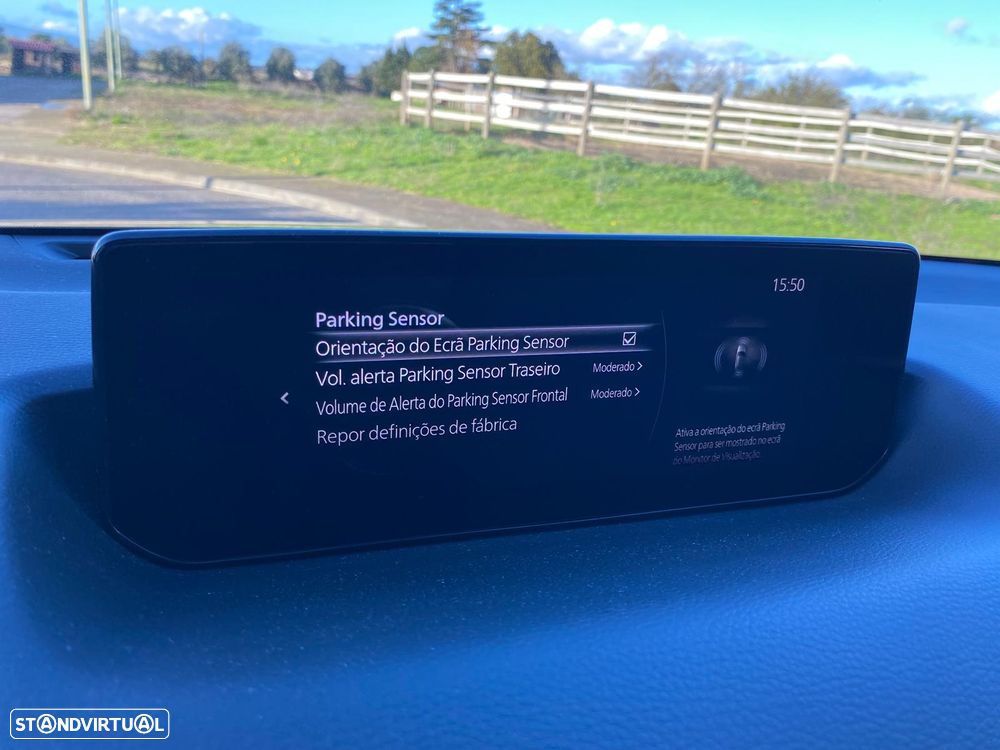 15:50
Parking Sensor
Orientação do Ecrã Parking Sensor
Vol. alerta Parking Sensor Traseiro Moderado >
Volume de Alerta do Parking Sensor Frontal Moderado >
Repor definições de fábrica
Ativa a orientação do ecrã Parking
Sensor para ser mostrado no ecrã
do Monitor de Visualização.
STANDVIRTUAL